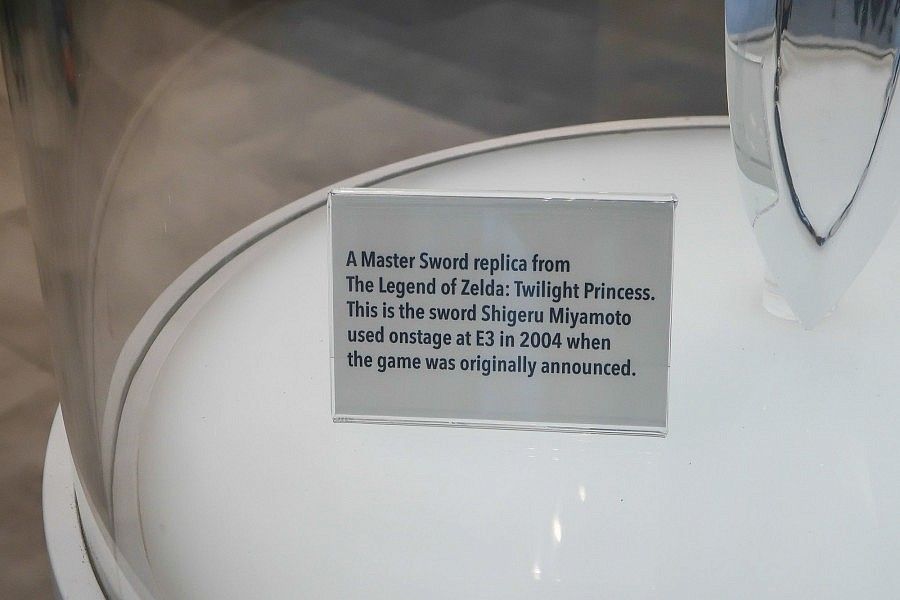 A Master Sword replica from
The Legend of Zelda: Twilight Princess.
This is the sword Shigeru Miyamoto
used onstage at E3 in 2004 when
the game was originally announced.